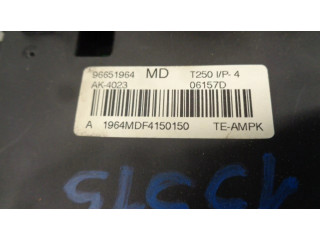 96651964 MD T250 I/P- 4
AK-4023 06157D
A 1964MDF4150150 TE-AMPK